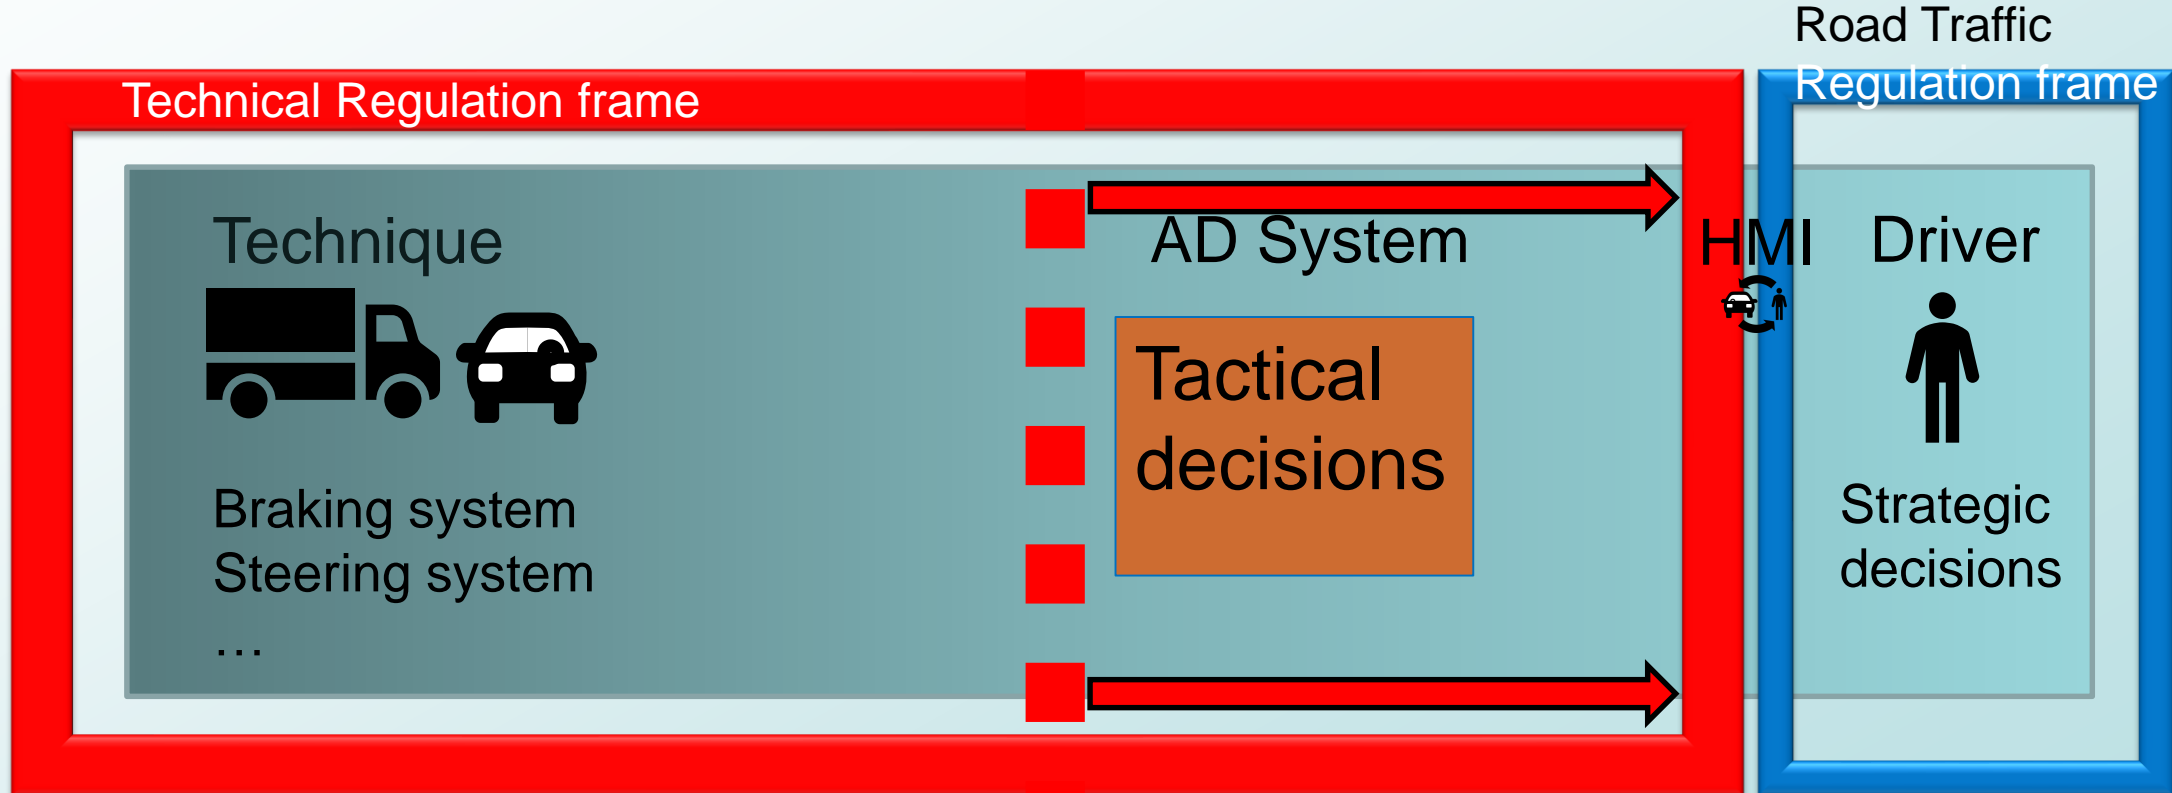 Road Traffic
Regulation frame
Technical Regulation frame
Technique
AD System
HMI
Driver
Tactical
decisions
Braking system
Steering system
…
Strategic
decisions